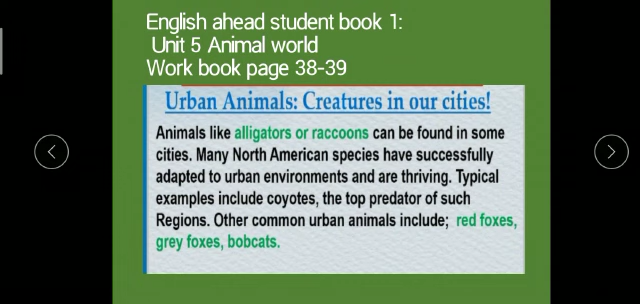 English ahead student book 1:
Unit 5 Animal world
Work book page 38-39
Urban Animals: Creatures in our cities!
Animals like alligators or raccoons can be found in some
cities. Many North American species have successfully
adapted to urban environments and are thriving. Typical
examples include coyotes, the top predator of such
Regions. Other common urban animals include; red foxes,
grey foxes, bobcats.